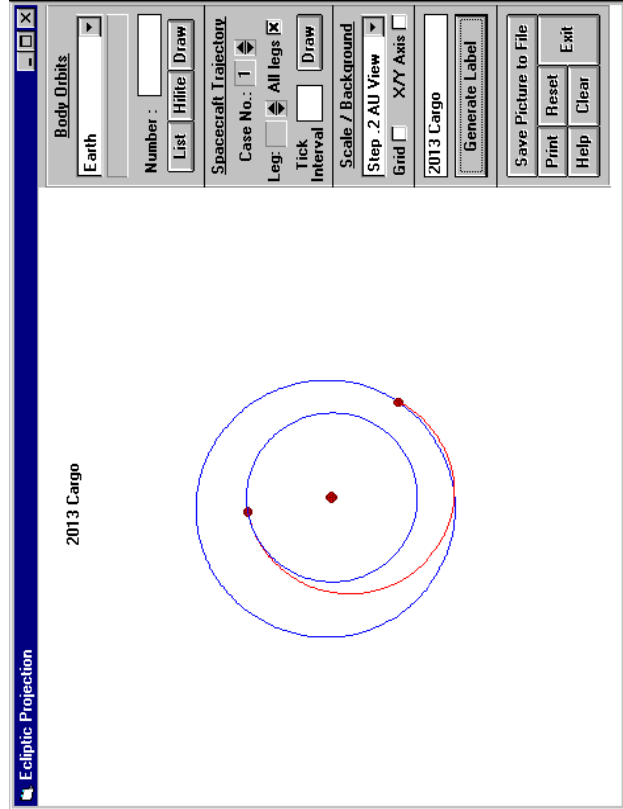 Ecliptic Projection
2013 Cargo
Body Orbits
Earth
Number :
List Hilite Draw
Spacecraft Trajectory
Case No.: 1
Leg: All legs
Tick
Interval
Draw
Scale / Background
Step .2 AU View
Grid X/Y Axis
2013 Cargo
Generate Label
Save Picture to File
Print Reset Exit
Help Clear